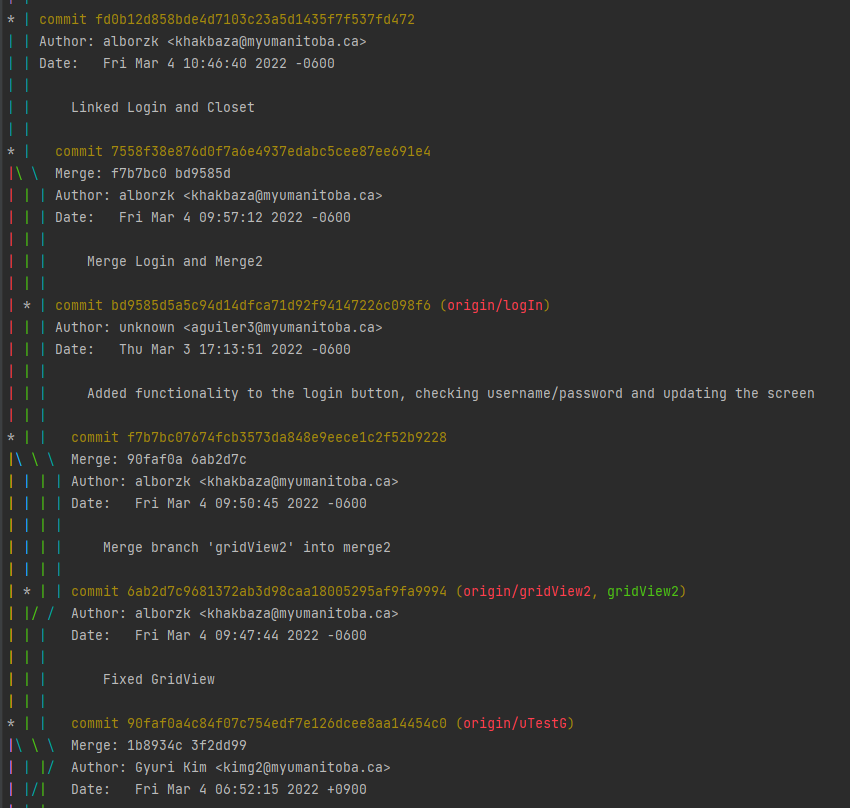 * | commit fd0b12d858bde4d7103c23a5d1435f7f537fd472
| | Author: alborzk <khakbaza@myumanitoba.ca>
| | Date:   Fri Mar 4 10:46:40 2022 -0600
| |
| |     Linked Login and Closet
| |
* |   commit 7558f38e876d0f7a6e4937edabc5cee87ee691e4
|\ \  Merge: f7b7bc0 bd9585d
| | | Author: alborzk <khakbaza@myumanitoba.ca>
| | | Date:   Fri Mar 4 09:57:12 2022 -0600
| | |
| | |     Merge Login and Merge2
| | |
| * | commit bd9585d5a5c94d14dfca71d92f94147226c098f6 (origin/logIn)
| | | Author: unknown <aguiler3@myumanitoba.ca>
| | | Date:   Thu Mar 3 17:13:51 2022 -0600
| | |
| | |     Added functionality to the login button, checking username/password and updating the screen
| | |
* | |   commit f7b7bc07674fcb3573da848e9eece1c2f52b9228
|\ \ \  Merge: 90faf0a 6ab2d7c
| | | | Author: alborzk <khakbaza@myumanitoba.ca>
| | | | Date:   Fri Mar 4 09:50:45 2022 -0600
| | | |
| | | |     Merge branch 'gridView2' into merge2
| | | |
| * | | commit 6ab2d7c9681372ab3d98caa18005295af9fa9994 (origin/gridView2, gridView2)
| |/ /  Author: alborzk <khakbaza@myumanitoba.ca>
| | |   Date:   Fri Mar 4 09:47:44 2022 -0600
| | |
| | |       Fixed GridView
| | |
* | |   commit 90faf0a4c84f07c754edf7e126dcee8aa14454c0 (origin/uTestG)
|\ \ \  Merge: 1b8934c 3f2dd99
| | |/  Author: Gyuri Kim <kimg2@myumanitoba.ca>
| |/|   Date:   Fri Mar 4 06:52:15 2022 +0900